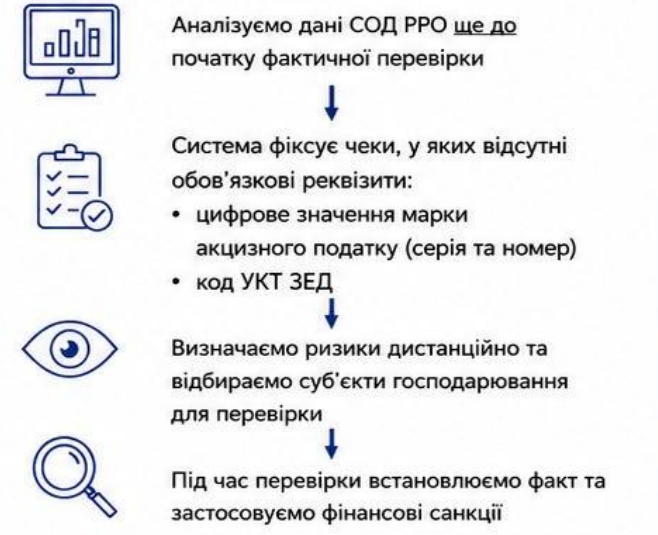 Аналізуємо дані СОД РРО ще до
початку фактичної перевірки
Система фіксує чеки, у яких відсутні
обов'язкові реквізити:
• цифрове значення марки
акцизного податку (серія та номер)
• код УКТ ЗЕД
Визначаємо ризики дистанційно та
відбираємо суб'єкти господарювання
для перевірки
Під час перевірки встановлюємо факт та
застосовуємо фінансові санкції